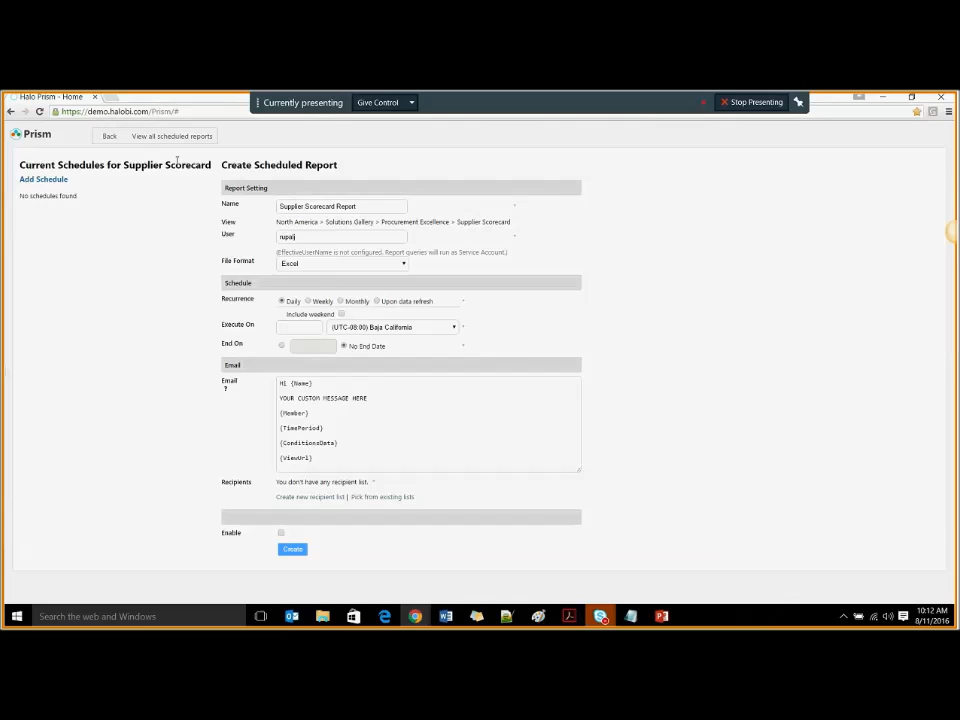 Halo Prism - Home
Currently presenting
Give Control
Stop Presenting
https://demo.halobi.com/Prism/#
Prism
Back
View all scheduled reports
Current Schedules for Supplier Scorecard
Add Schedule
No schedules found
Create Scheduled Report
Report Setting
Name
Supplier Scorecard Report
*
View
North America > Solutions Gallery > Procurement Excellence > Supplier Scorecard
User
rupalj
*
(EffectiveUserName is not configured. Report queries will run as Service Account.)
File Format
Excel
Schedule
Recurrence
Daily Weekly Monthly Upon data refresh *
Include weekend
Execute On
(UTC-08:00) Baja California *
End On
No End Date *
Email
Email
?
Hi {Name}
YOUR CUSTOM MESSAGE HERE
{Member}
{TimePeriod}
{ConditionsData}
{ViewUrl}
Recipients
You don't have any recipient list. *
Create new recipient list | Pick from existing lists
Enable
Create
Search the web and Windows
10:12 AM
8/11/2016